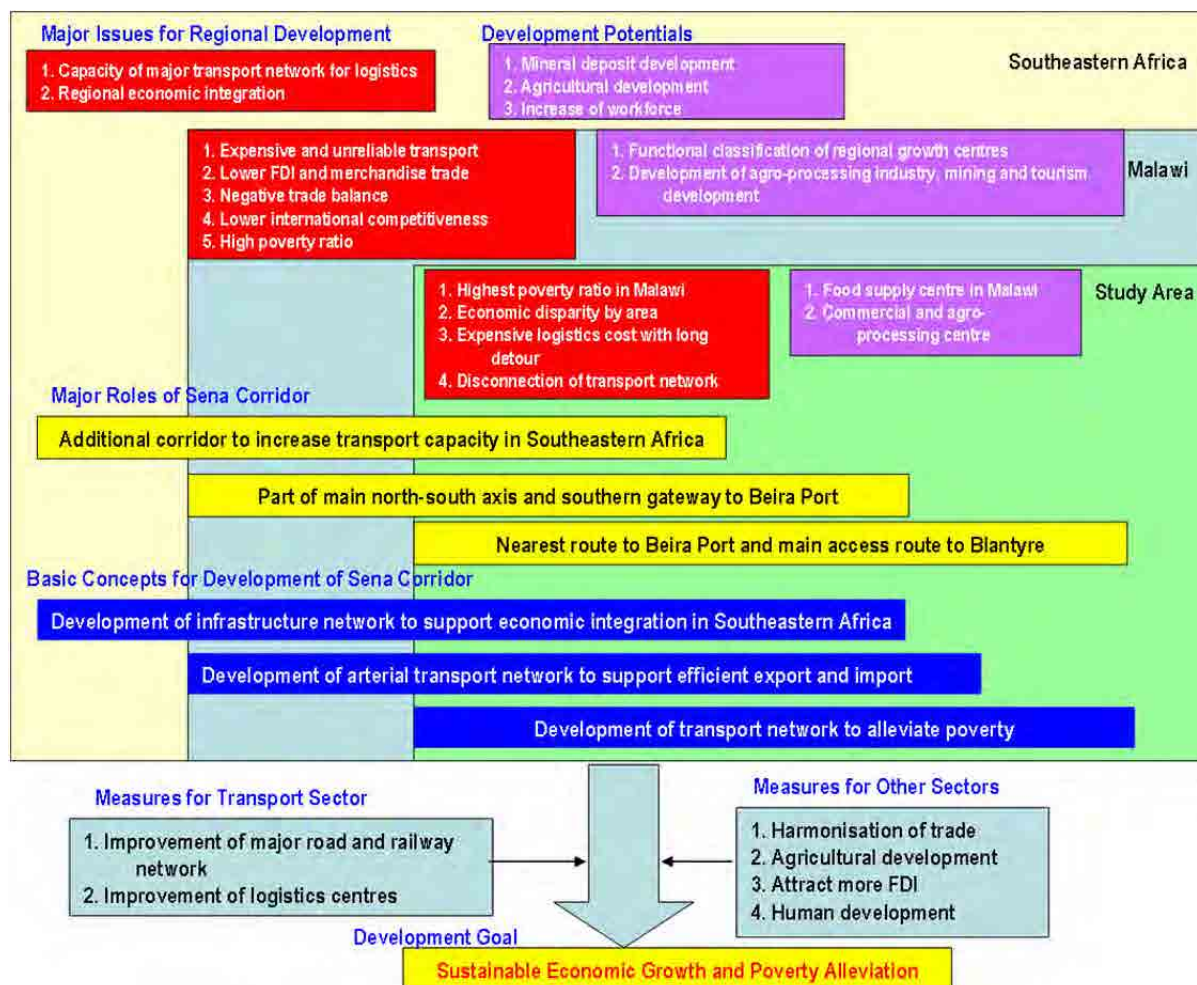 Major Issues for Regional Development
Development Potentials
Southeastern Africa
1. Capacity of major transport network for logistics
2. Regional economic integration
1. Mineral deposit development
2. Agricultural development
3. Increase of workforce
Malawi
1. Expensive and unreliable transport
2. Lower FDI and merchandise trade
3. Negative trade balance
4. Lower international competitiveness
5. High poverty ratio
1. Functional classification of regional growth centres
2. Development of agro-processing industry, mining and tourism
development
Study Area
1. Highest poverty ratio in Malawi
2. Economic disparity by area
3. Expensive logistics cost with long
detour
4. Disconnection of transport network
1. Food supply centre in Malawi
2. Commercial and agro-
processing centre
Major Roles of Sena Corridor
Additional corridor to increase transport capacity in Southeastern Africa
Part of main north-south axis and southern gateway to Beira Port
Nearest route to Beira Port and main access route to Blantyre
Basic Concepts for Development of Sena Corridor
Development of infrastructure network to support economic integration in Southeastern Africa
Development of arterial transport network to support efficient export and import
Development of transport network to alleviate poverty
Measures for Transport Sector
1. Improvement of major road and railway
network
2. Improvement of logistics centres
Measures for Other Sectors
1. Harmonisation of trade
2. Agricultural development
3. Attract more FDI
4. Human development
Development Goal
Sustainable Economic Growth and Poverty Alleviation